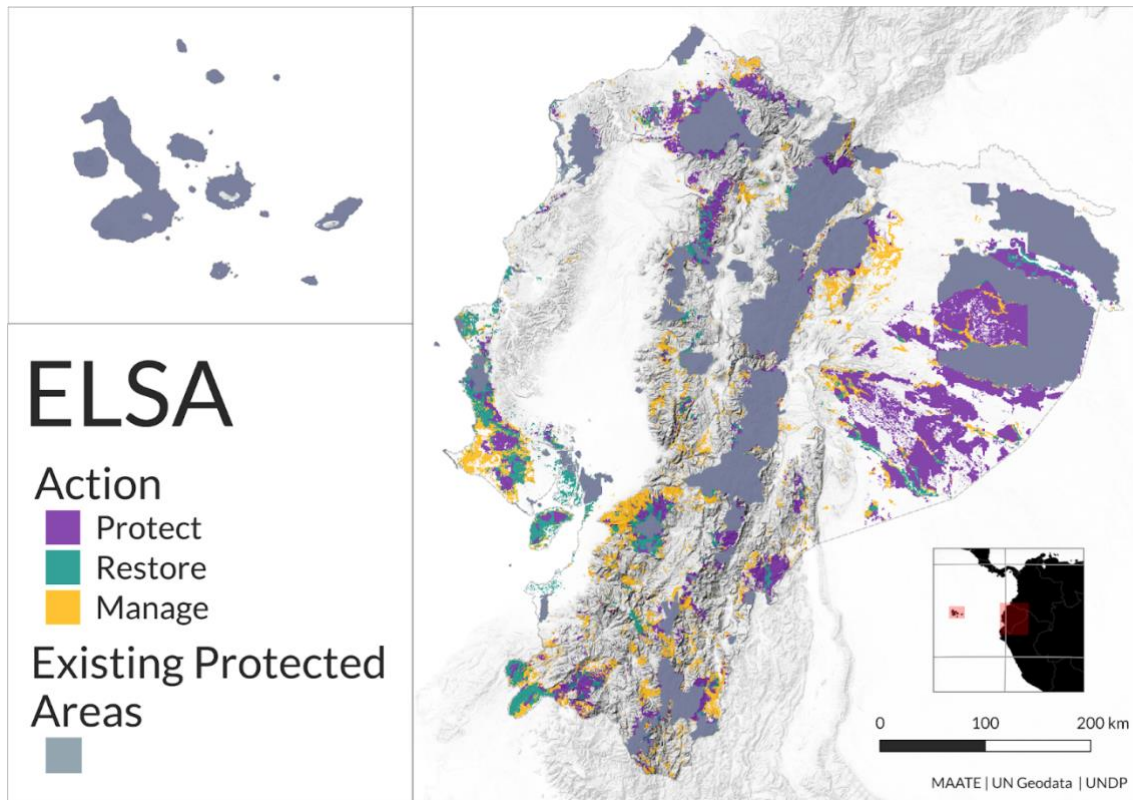 ELSA
Action
Protect
Restore
Manage
Existing Protected
Areas
0 100 200 km
MAATE | UN Geodata | UNDP